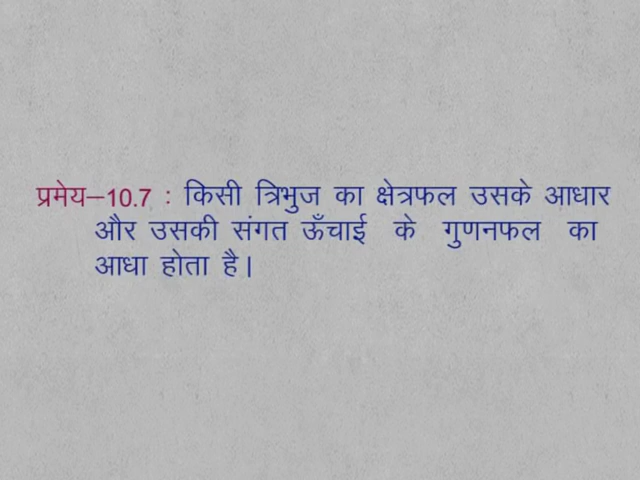 प्रमेय–10.7 : किसी त्रिभुज का क्षेत्रफल उसके आधार
और उसकी संगत ऊँचाई के गुणनफल का
आधा होता है।